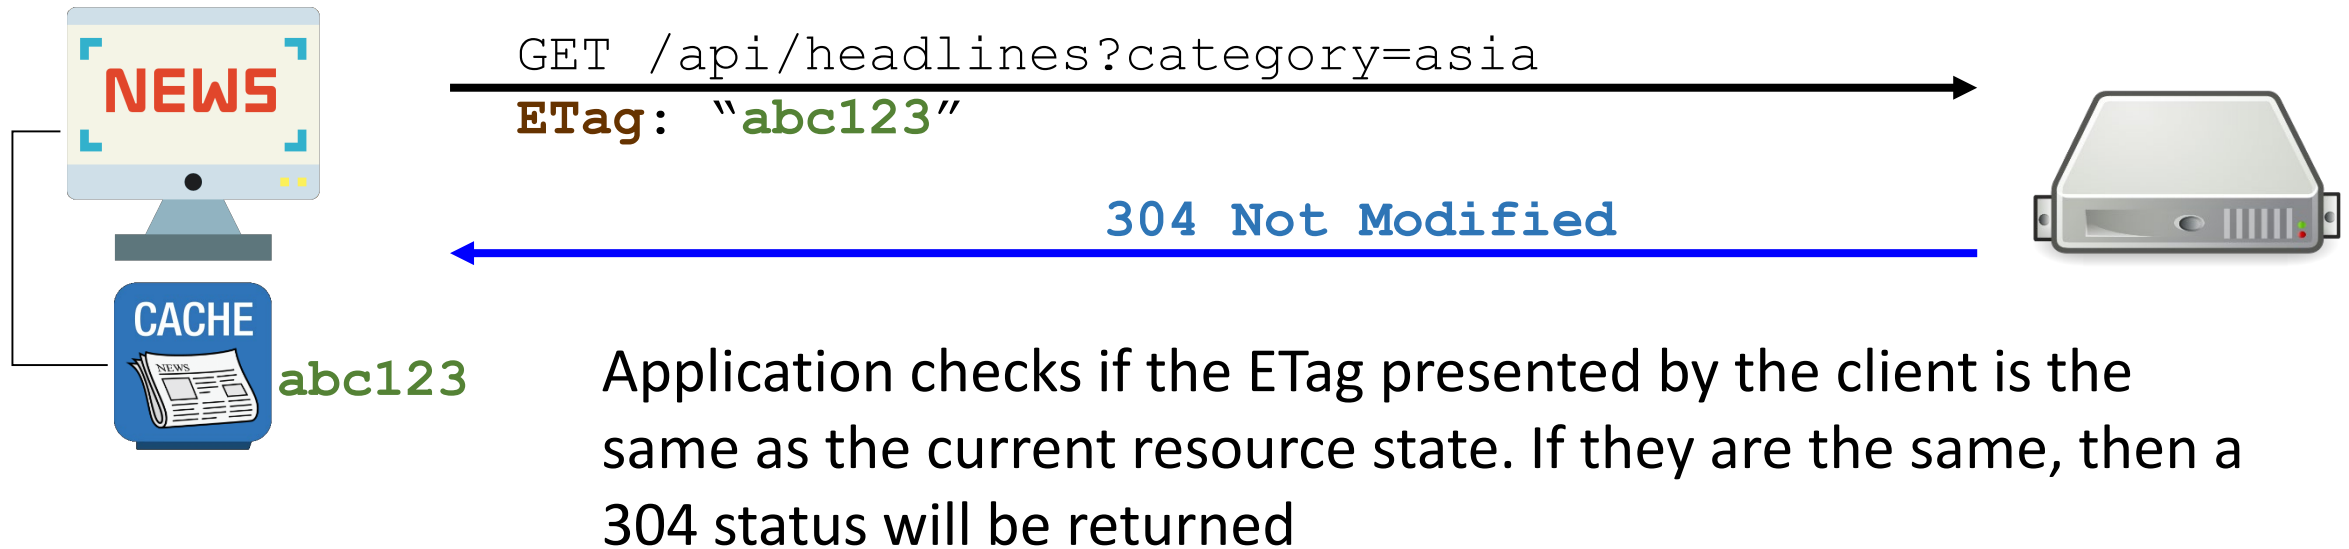 NEWS
GET /api/headlines?category=asia
ETag: “abc123”
304 Not Modified
CACHE
NEWS
abc123
Application checks if the ETag presented by the client is the
same as the current resource state. If they are the same, then a
304 status will be returned